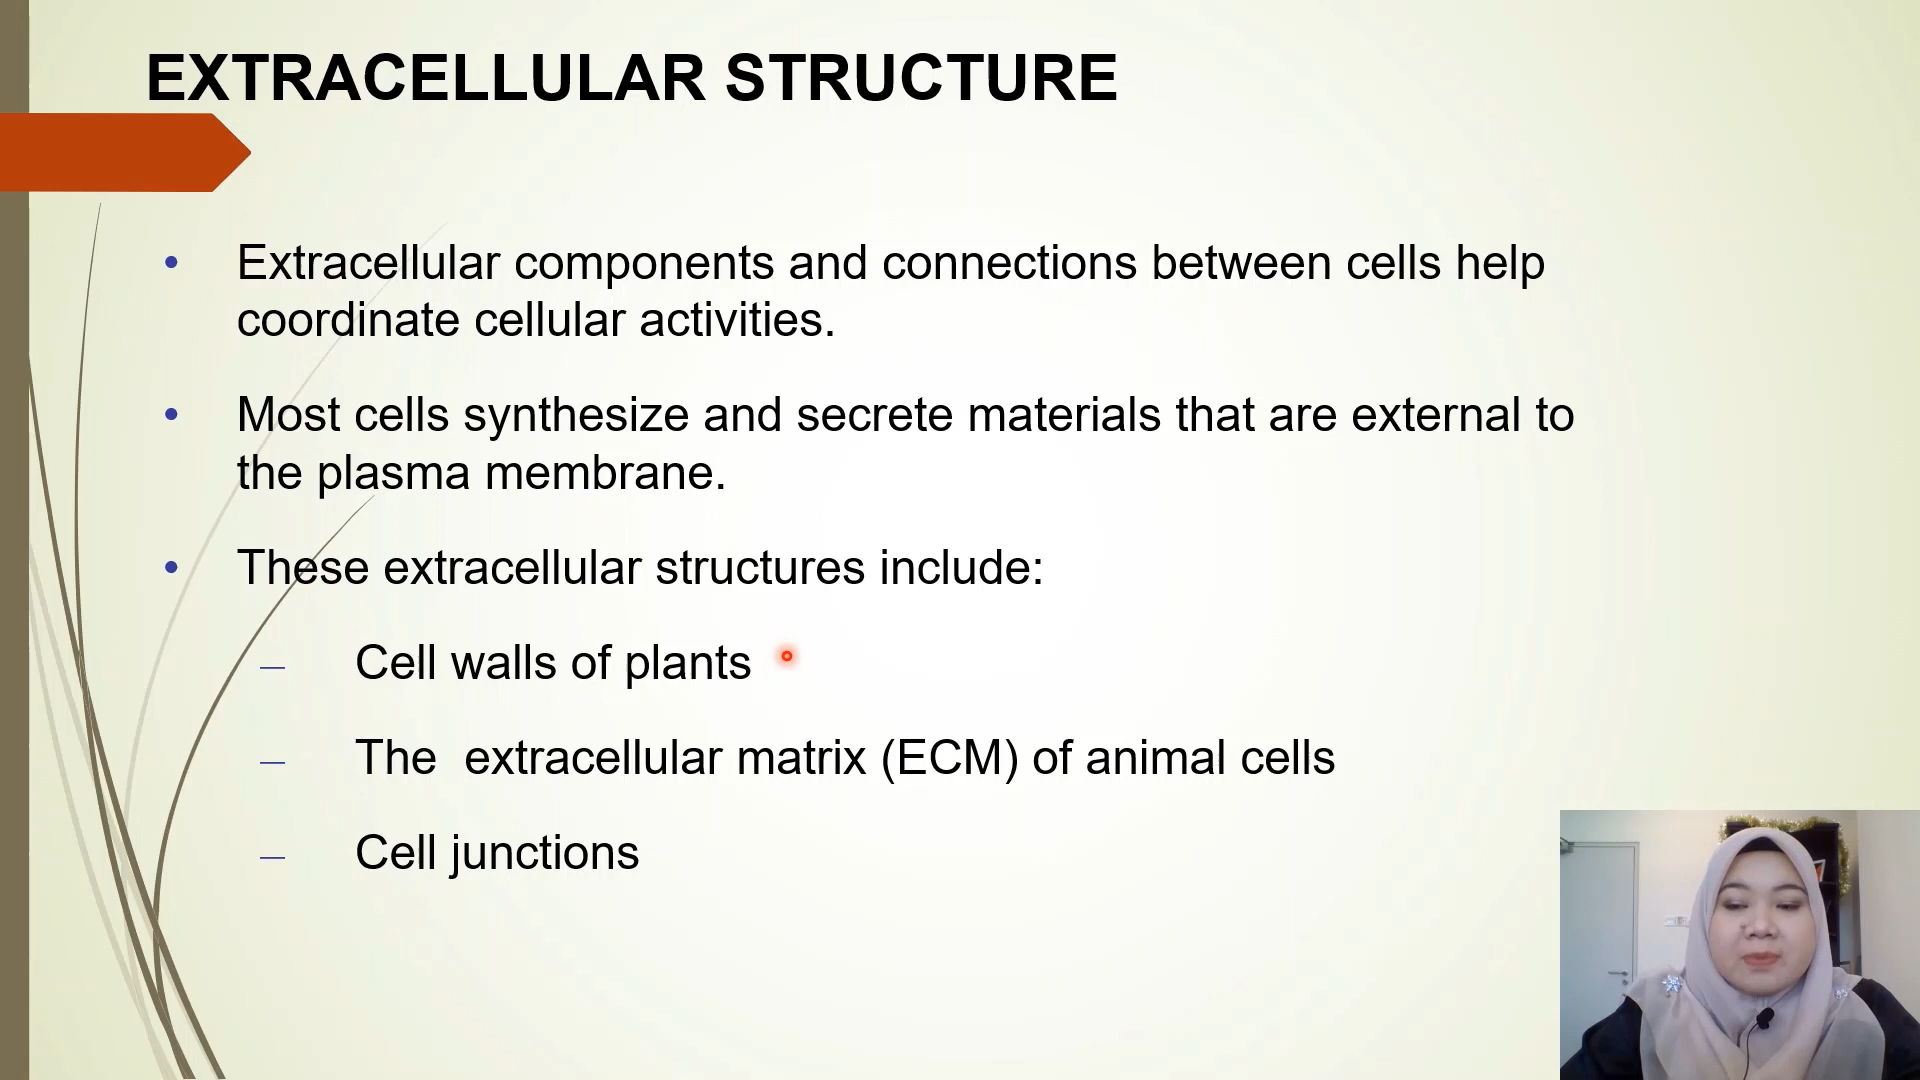 EXTRACELLULAR STRUCTURE
• Extracellular components and connections between cells help
coordinate cellular activities.
• Most cells synthesize and secrete materials that are external to
the plasma membrane.
• These extracellular structures include:
– Cell walls of plants
– The  extracellular matrix (ECM) of animal cells
– Cell junctions